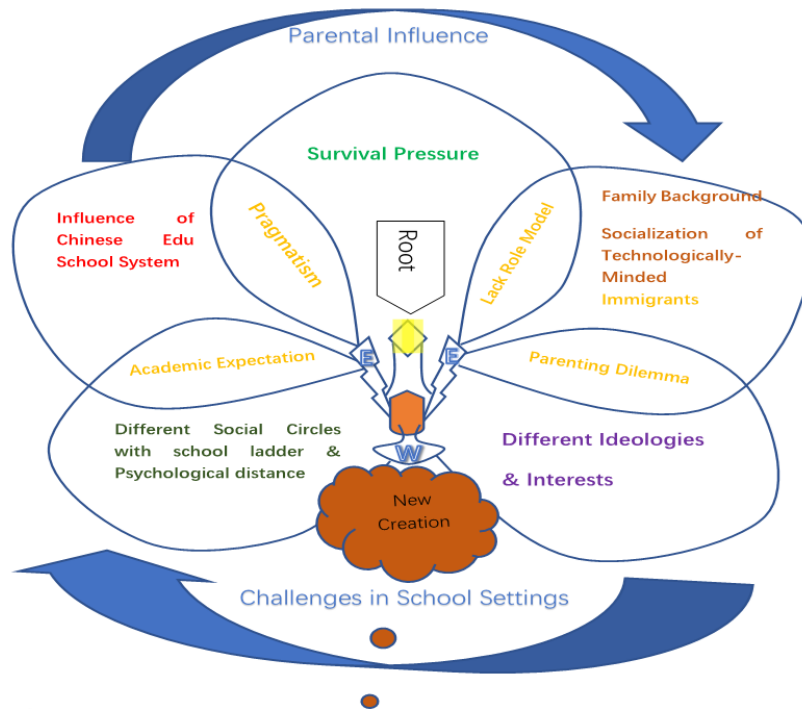 Parental Influence
Survival Pressure
Influence of
Chinese Edu
School System
Pragmatism
Root
Lack Role Model
Family Background
Socialization of
Technologically-
Minded
Immigrants
E
E
Academic Expectation
Parenting Dilemma
Different Social Circles
with school ladder &
Psychological distance
Different Ideologies
& Interests
W
New
Creation
Challenges in School Settings